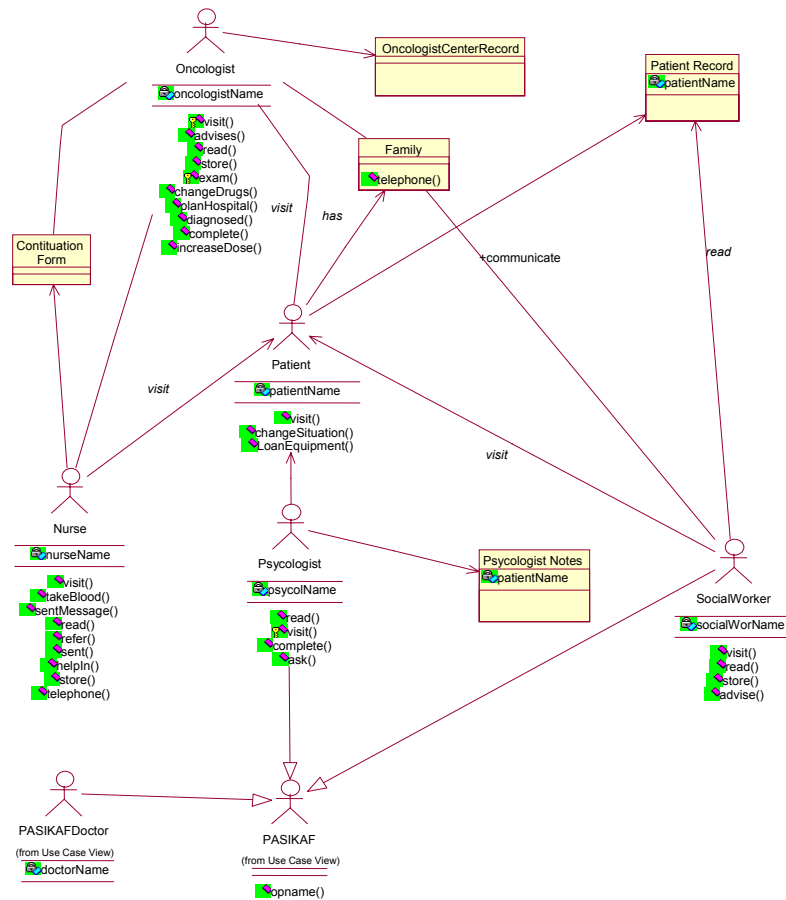 OncologistCenterRecord
Patient Record
patientName
Oncologist
oncologistName
visit()
advises()
read()
store()
exam()
changeDrugs()
planHospital()
diagnosed()
complete()
increaseDose()
Family
telephone()
visit
has
Contituation
Form
+communicate
read
Patient
patientName
visit()
changeSituation()
LoanEquipment()
visit
visit
Nurse
nurseName
visit()
takeBlood()
sentMessage()
read()
refer()
sent()
helpIn()
store()
telephone()
Psycologist
psycolName
read()
visit()
complete()
ask()
Psycologist Notes
patientName
SocialWorker
socialWorName
visit()
read()
store()
advise()
PASIKAFDoctor
(from Use Case View)
doctorName
PASIKAF
(from Use Case View)
opname()